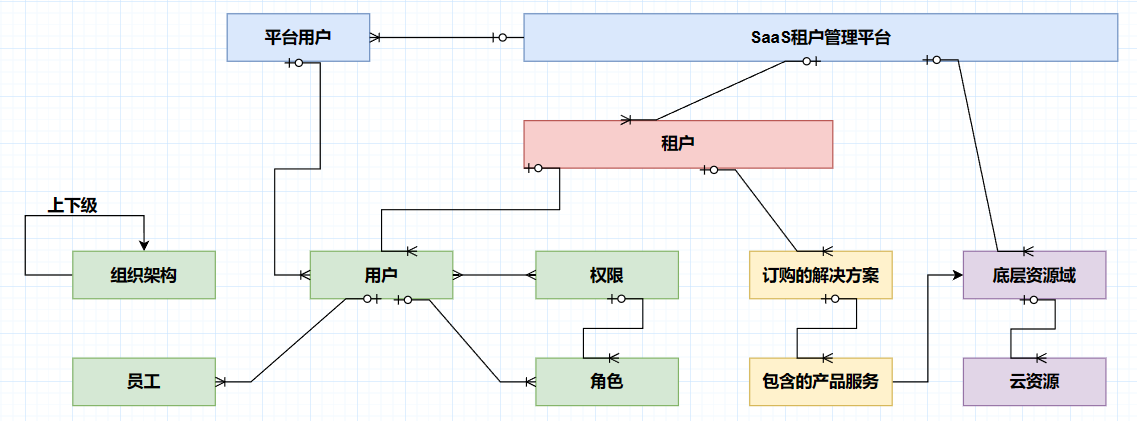 平台用户
SaaS租户管理平台
租户
上下级
组织架构
用户
权限
订购的解决方案
底层资源域
员工
角色
包含的产品服务
云资源